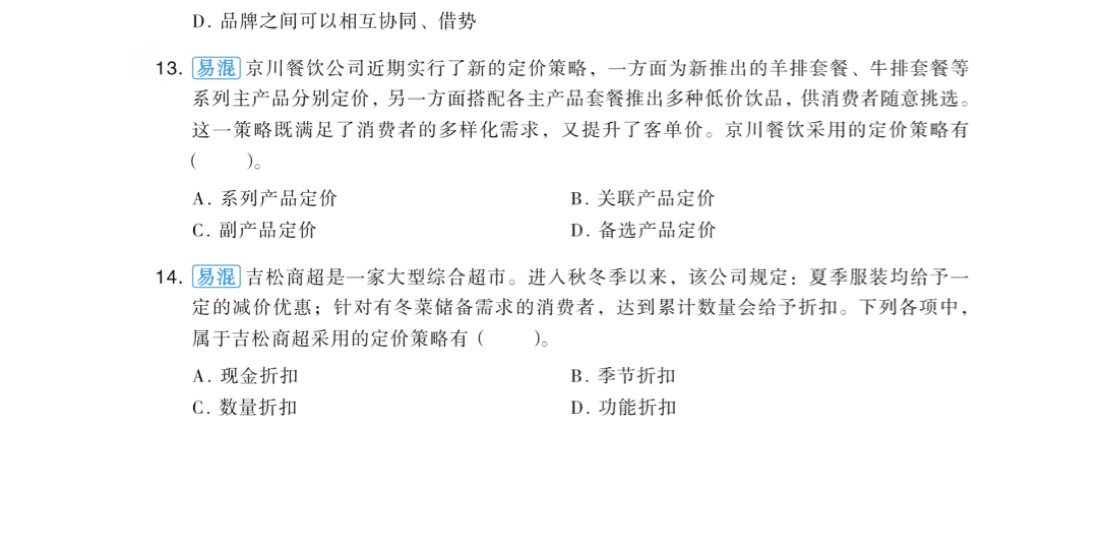 D. 品牌之间可以相互协同、借势
13. 易混 京川餐饮公司近期实行了新的定价策略，一方面为新推出的羊排套餐、牛排套餐等
系列主产品分别定价，另一方面搭配各主产品套餐推出多种低价饮品，供消费者随意挑选。
这一策略既满足了消费者的多样化需求，又提升了客单价。京川餐饮采用的定价策略有
(　　)。
A. 系列产品定价　　B. 关联产品定价
C. 副产品定价　　D. 备选产品定价
14. 易混 吉松商超是一家大型综合超市。进入秋冬季以来，该公司规定：夏季服装均给予一
定的减价优惠；针对有冬菜储备需求的消费者，达到累计数量会给予折扣。下列各项中，
属于吉松商超采用的定价策略有 (　　)。
A. 现金折扣　　B. 季节折扣
C. 数量折扣　　D. 功能折扣